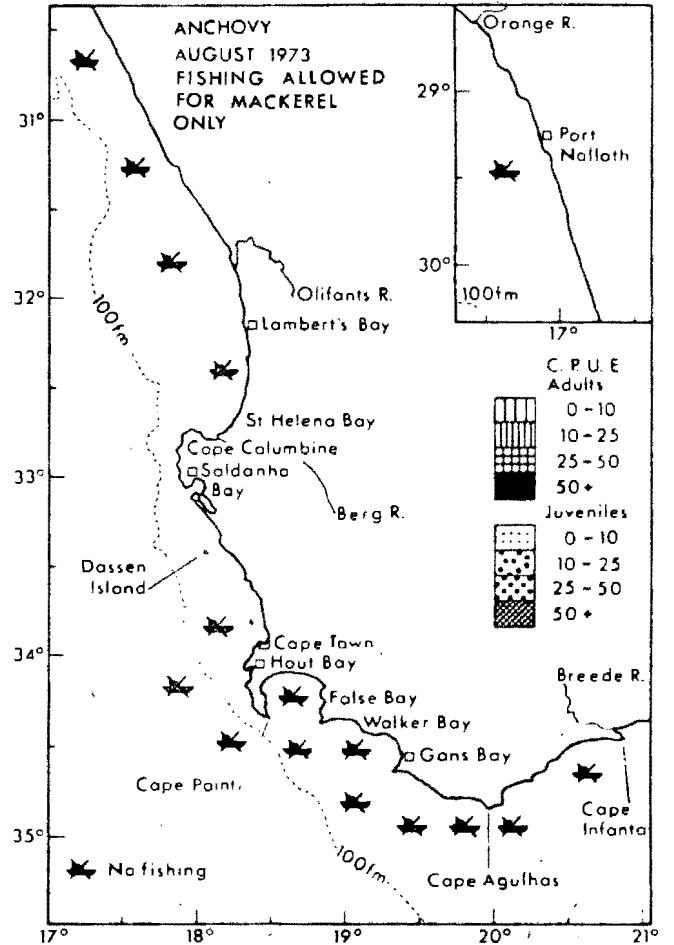 ANCHOVY
AUGUST 1973
FISHING ALLOWED
FOR MACKEREL
ONLY
Orange R.
29°
Port
Nalloth
30°
100fm
17°
31°
32°
33°
34°
35°
100fm
Olifants R.
Lambert's Bay
St Helena Bay
Cape Columbine
Saldanha
Bay
Berg R.
Dassen
Island
Cape Town
Hout Bay
False Bay
Walker Bay
Gans Bay
Breede R.
Cape Point
Cape
Infanta
Cape Agulhas
100fm
No fishing
C. P. U. E
Adults
0-10
10-25
25-50
50+
Juveniles
0-10
10-25
25-50
50+
17°
18°
19°
20°
21°